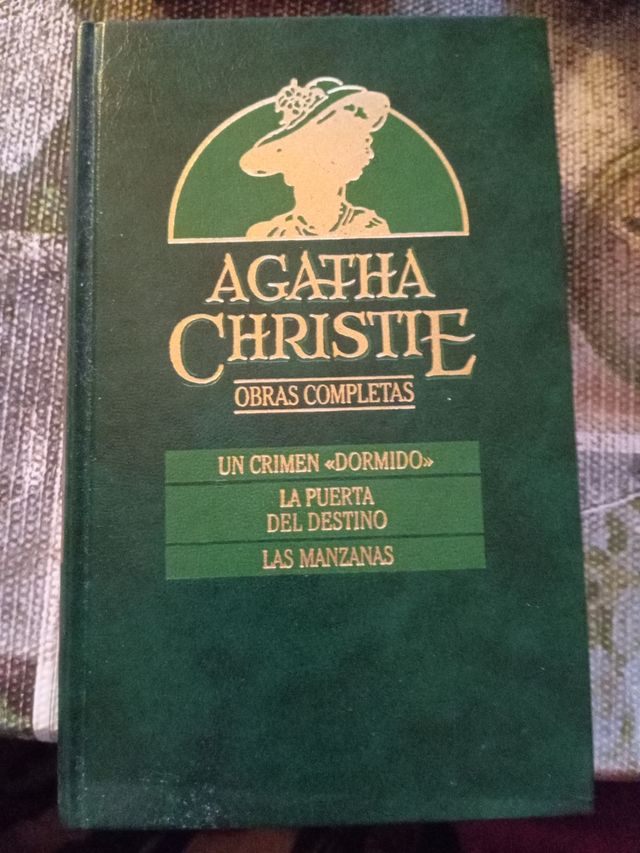 AGATHA
CHRISTIE
OBRAS COMPLETAS
UN CRIMEN «DORMIDO»
LA PUERTA
DEL DESTINO
LAS MANZANAS